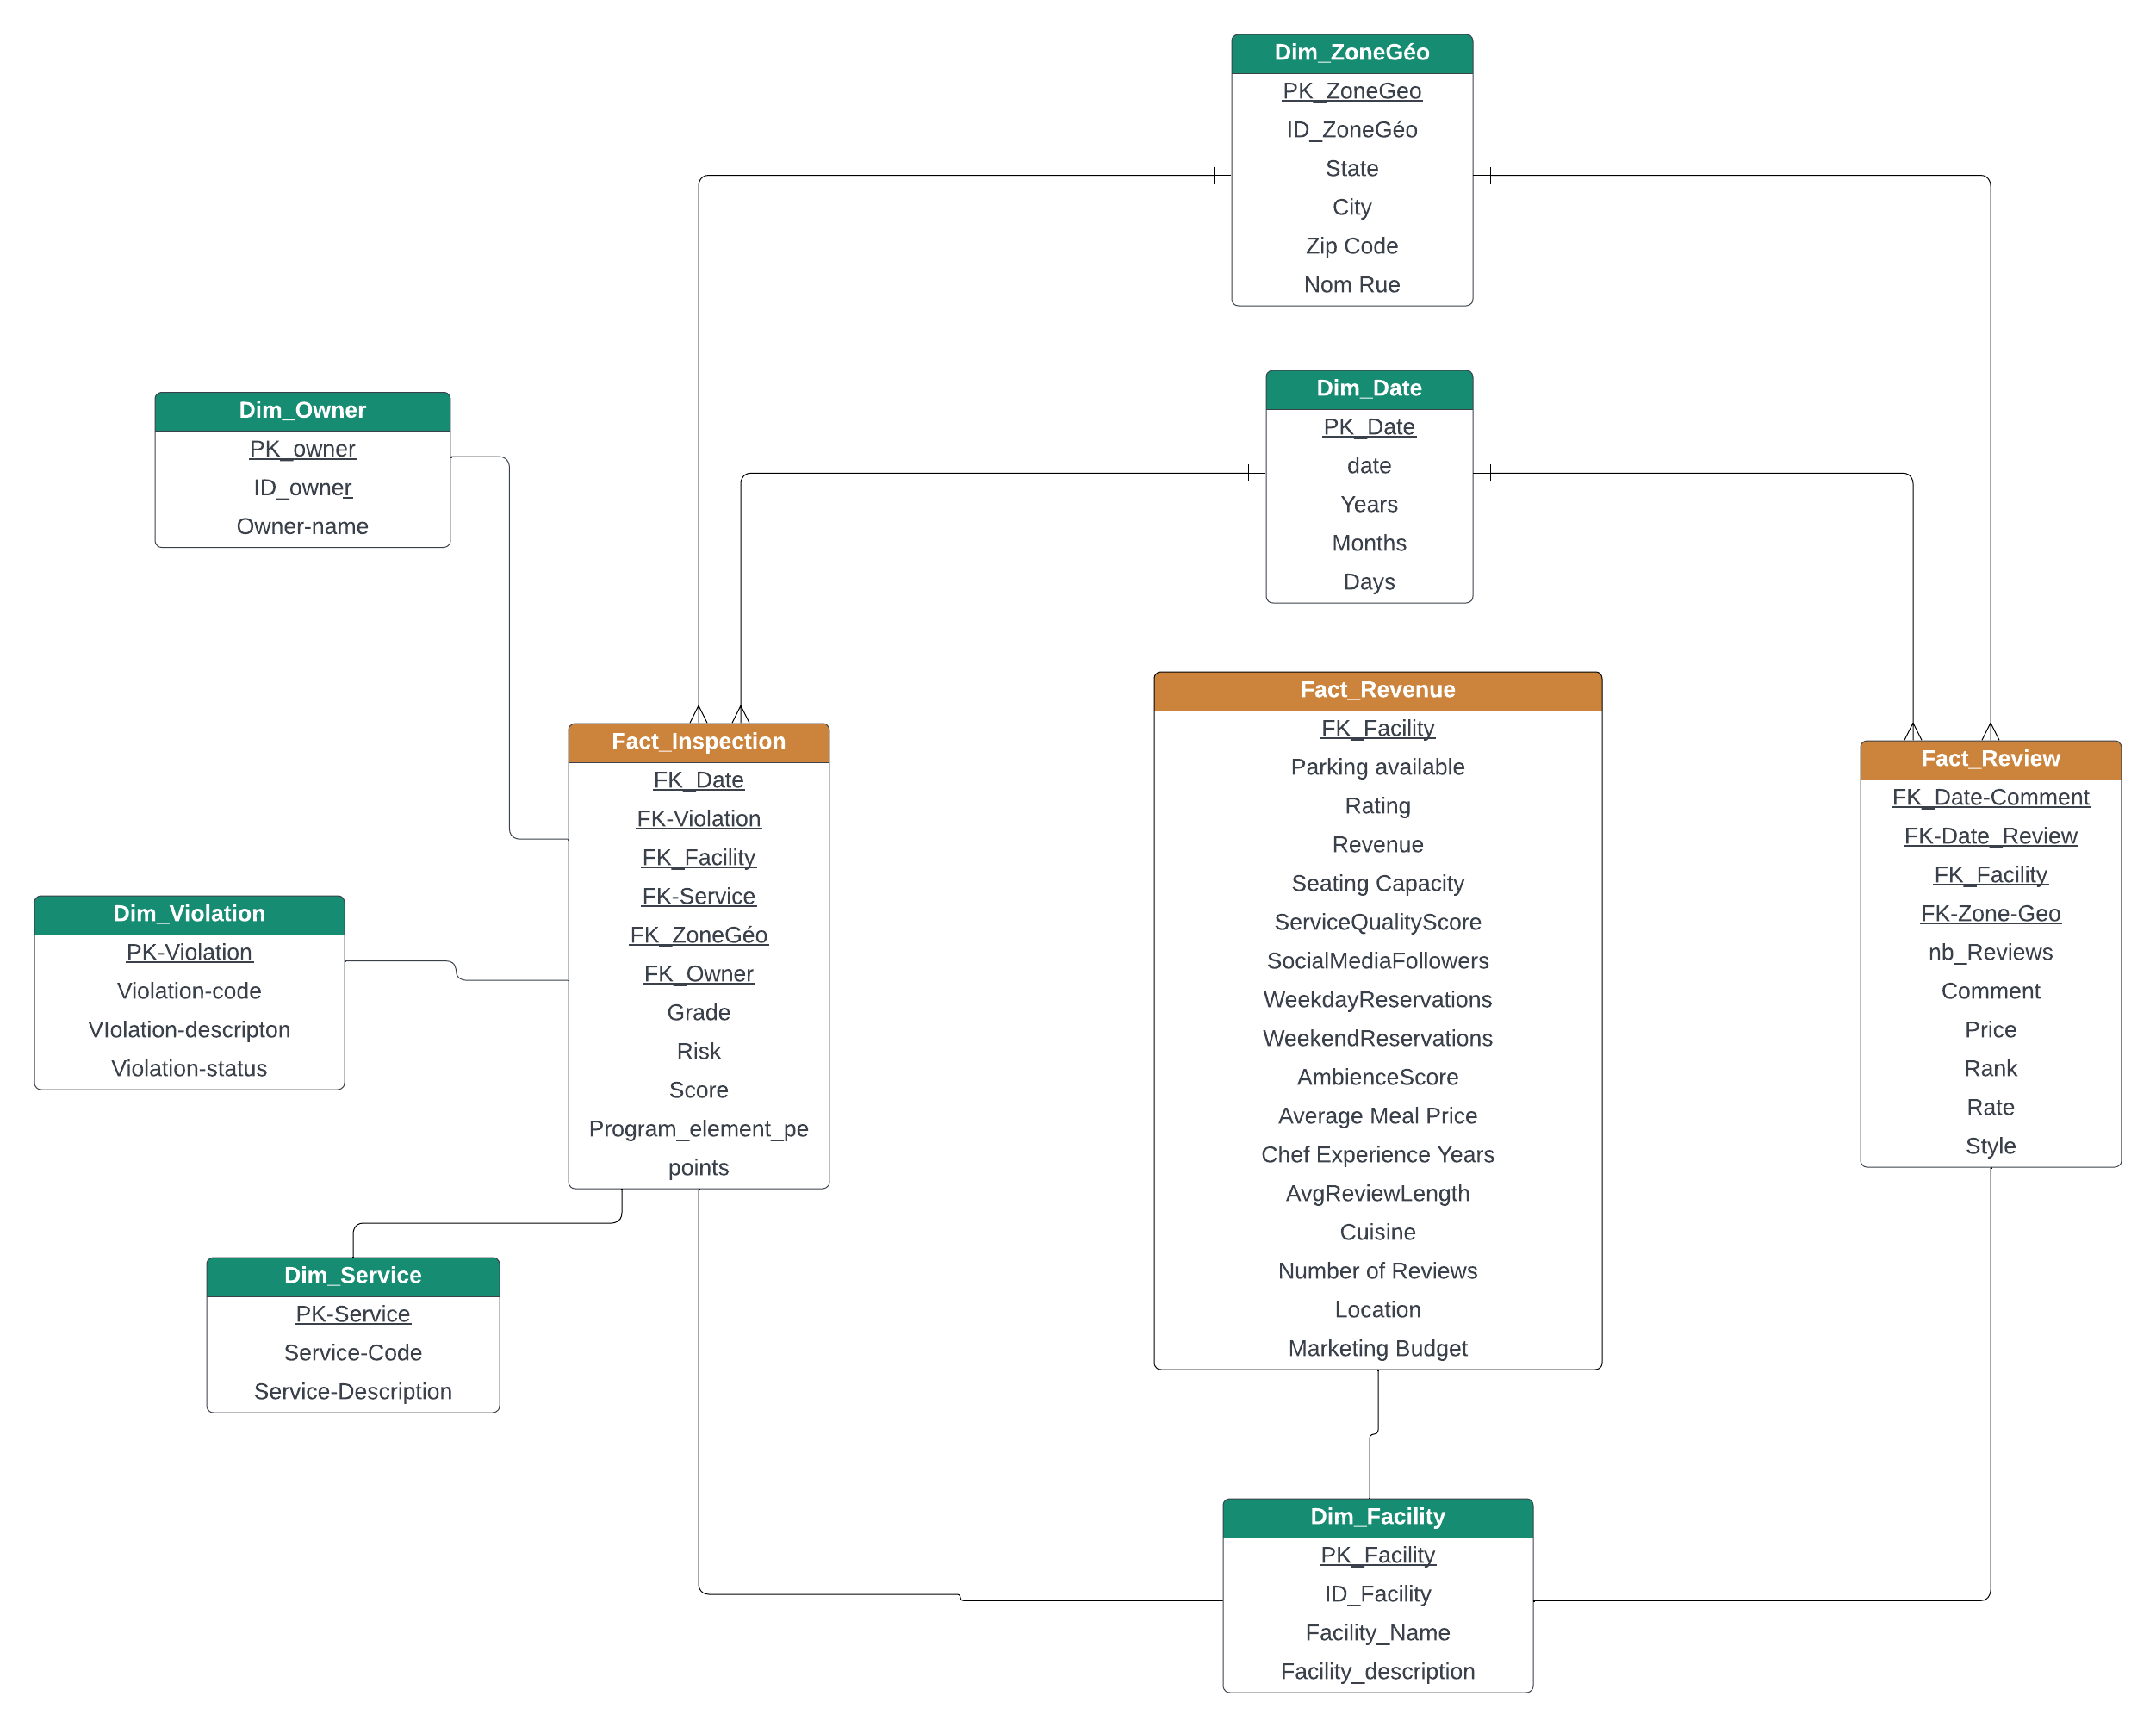 Dim_ZoneGéo
PK_ZoneGeo
ID_ZoneGéo
State
City
Zip Code
Nom Rue
Dim_Date
PK_Date
date
Years
Months
Days
Dim_Owner
PK_owner
ID_owner
Owner-name
Fact_Revenue
FK_Facility
Parking available
Rating
Revenue
Seating Capacity
ServiceQualityScore
SocialMediaFollowers
WeekdayReservations
WeekendReservations
AmbienceScore
Average Meal Price
Chef Experience Years
AvgReviewLength
Cuisine
Number of Reviews
Location
Marketing Budget
Fact_Inspection
FK_Date
FK-Violation
FK_Facility
FK-Service
FK_ZoneGéo
FK_Owner
Grade
Risk
Score
Program_element_pe
points
Fact_Review
FK_Date-Comment
FK-Date_Review
FK_Facility
FK-Zone-Geo
nb_Reviews
Comment
Price
Rank
Rate
Style
Dim_Violation
PK-Violation
Violation-code
VIolation-descripton
Violation-status
Dim_Service
PK-Service
Service-Code
Service-Description
Dim_Facility
PK_Facility
ID_Facility
Facility_Name
Facility_description